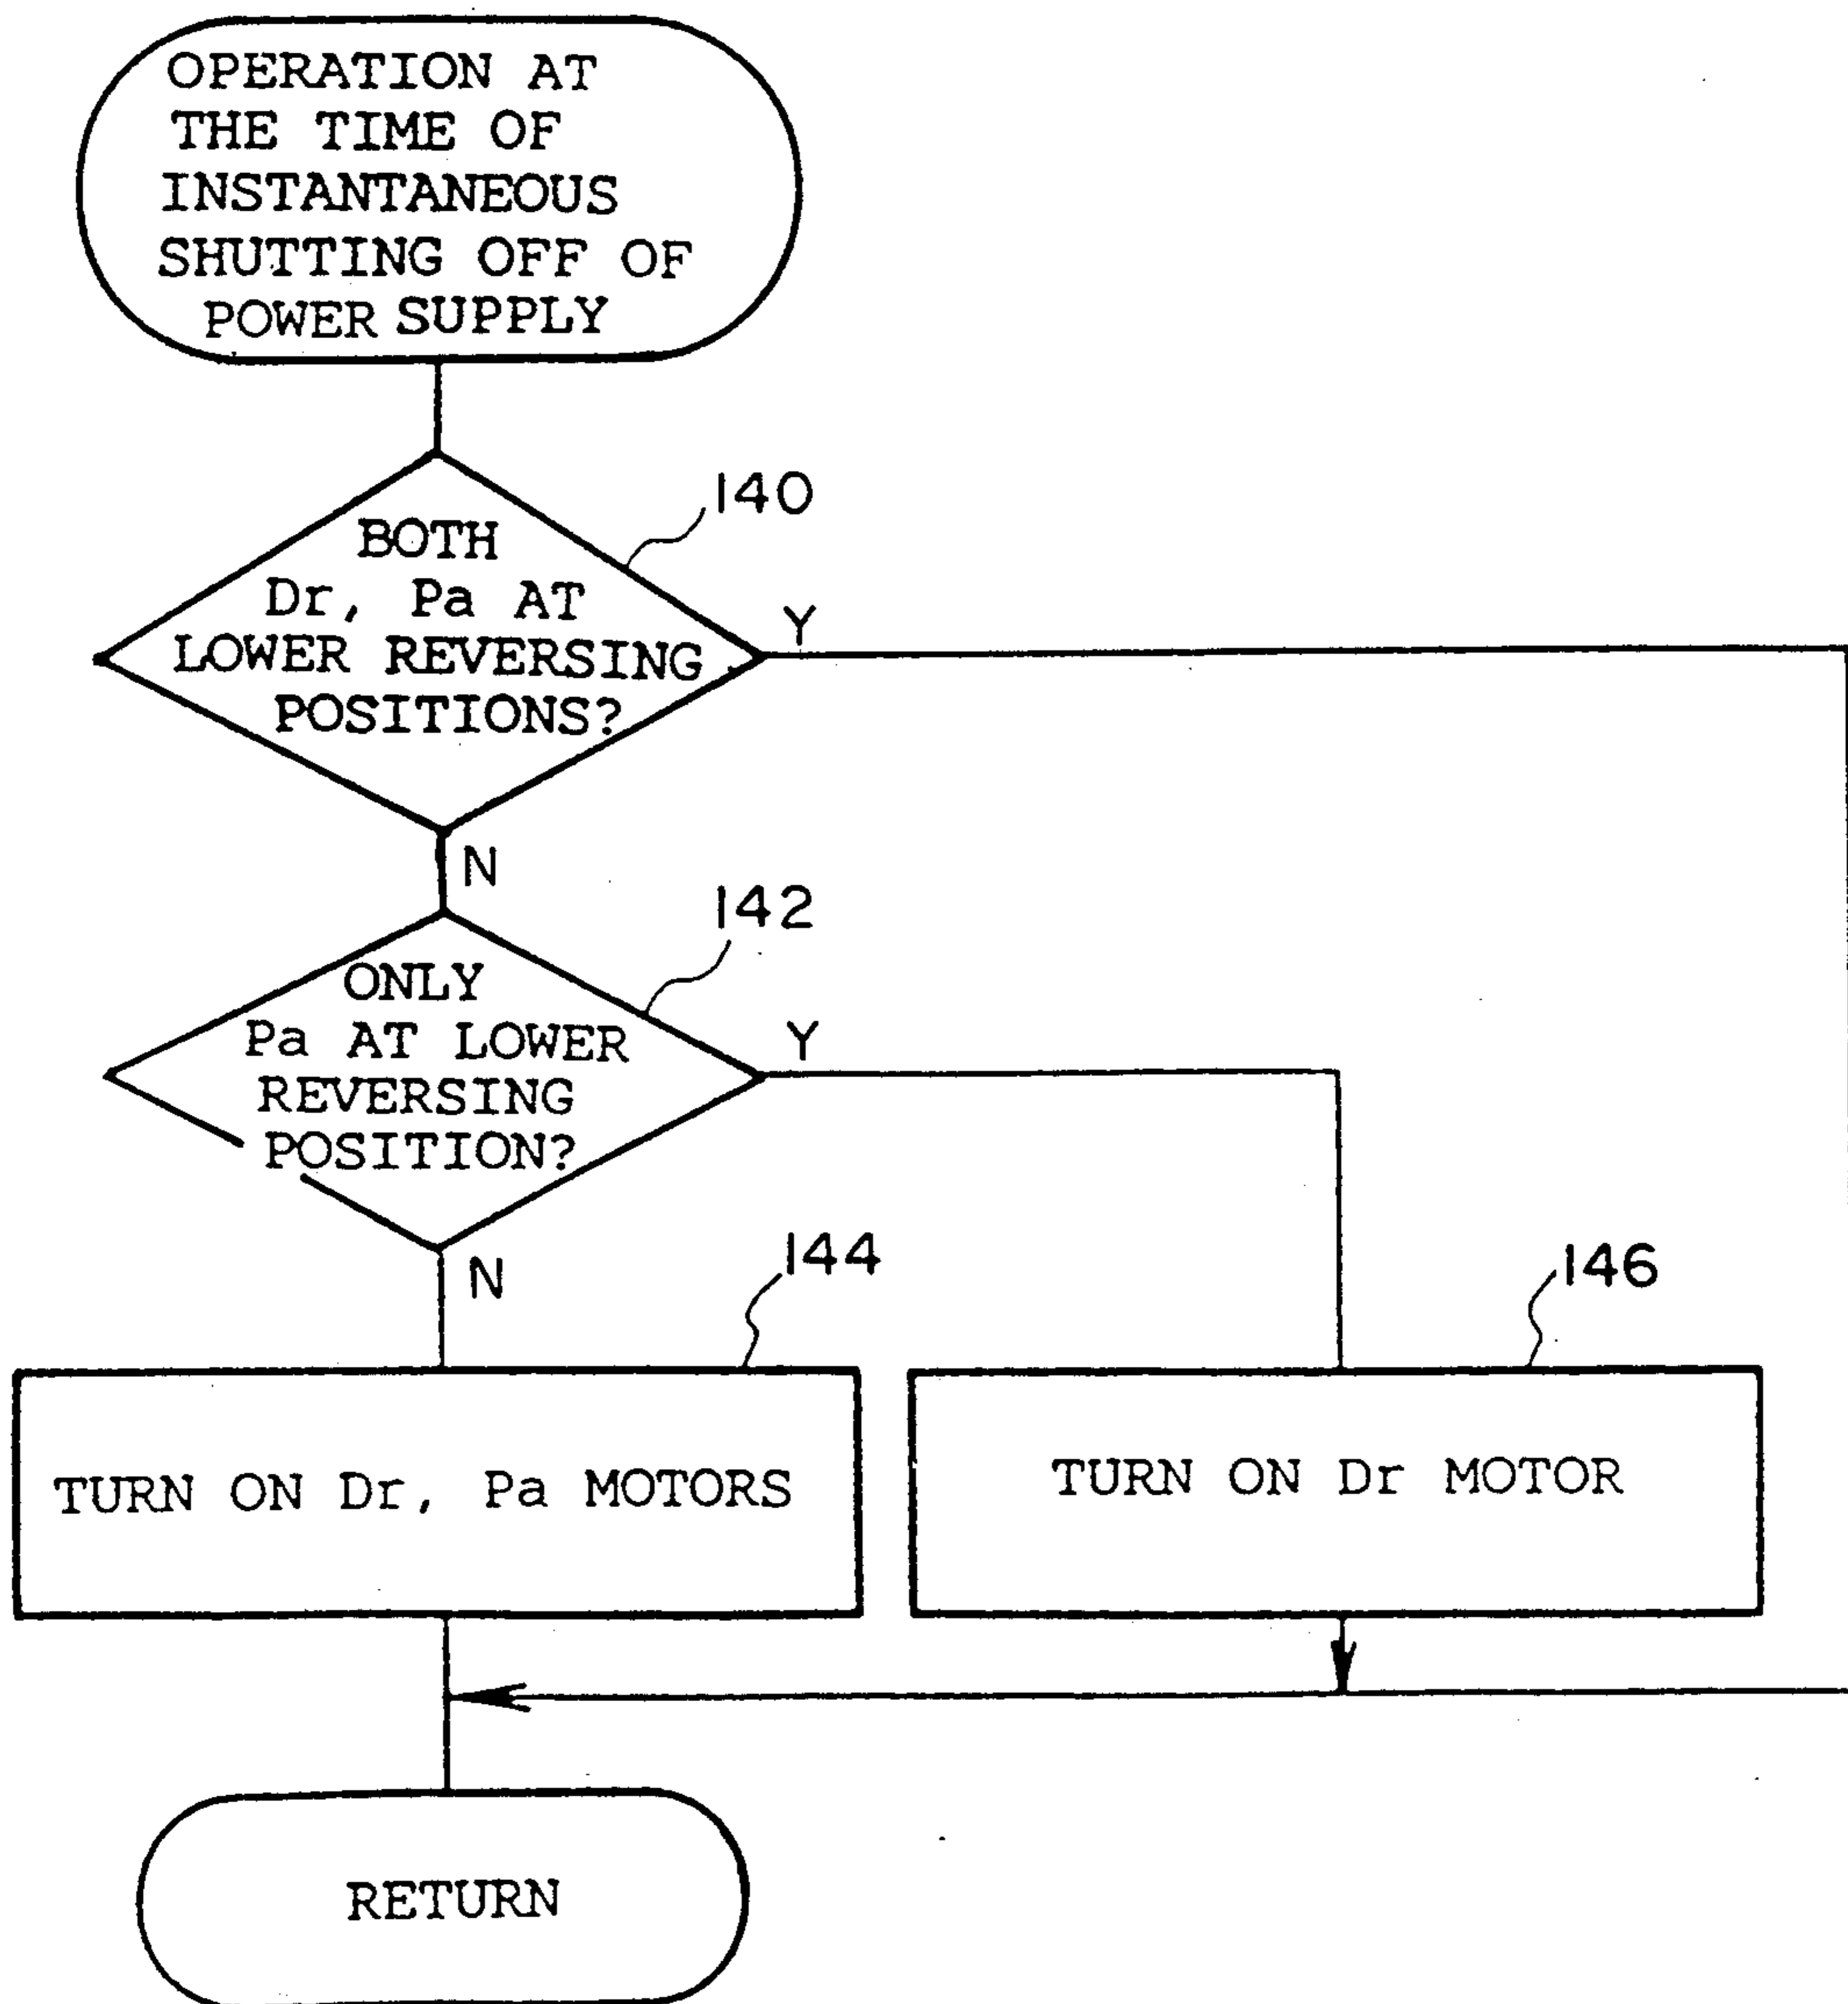 OPERATION AT
THE TIME OF
INSTANTANEOUS
SHUTTING OFF OF
POWER SUPPLY
140
BOTH
Dr, Pa AT
LOWER REVERSING
POSITIONS?
Y
N
142
ONLY
Pa AT LOWER
REVERSING
POSITION?
Y
N
144
146
TURN ON Dr, Pa MOTORS
TURN ON Dr MOTOR
RETURN